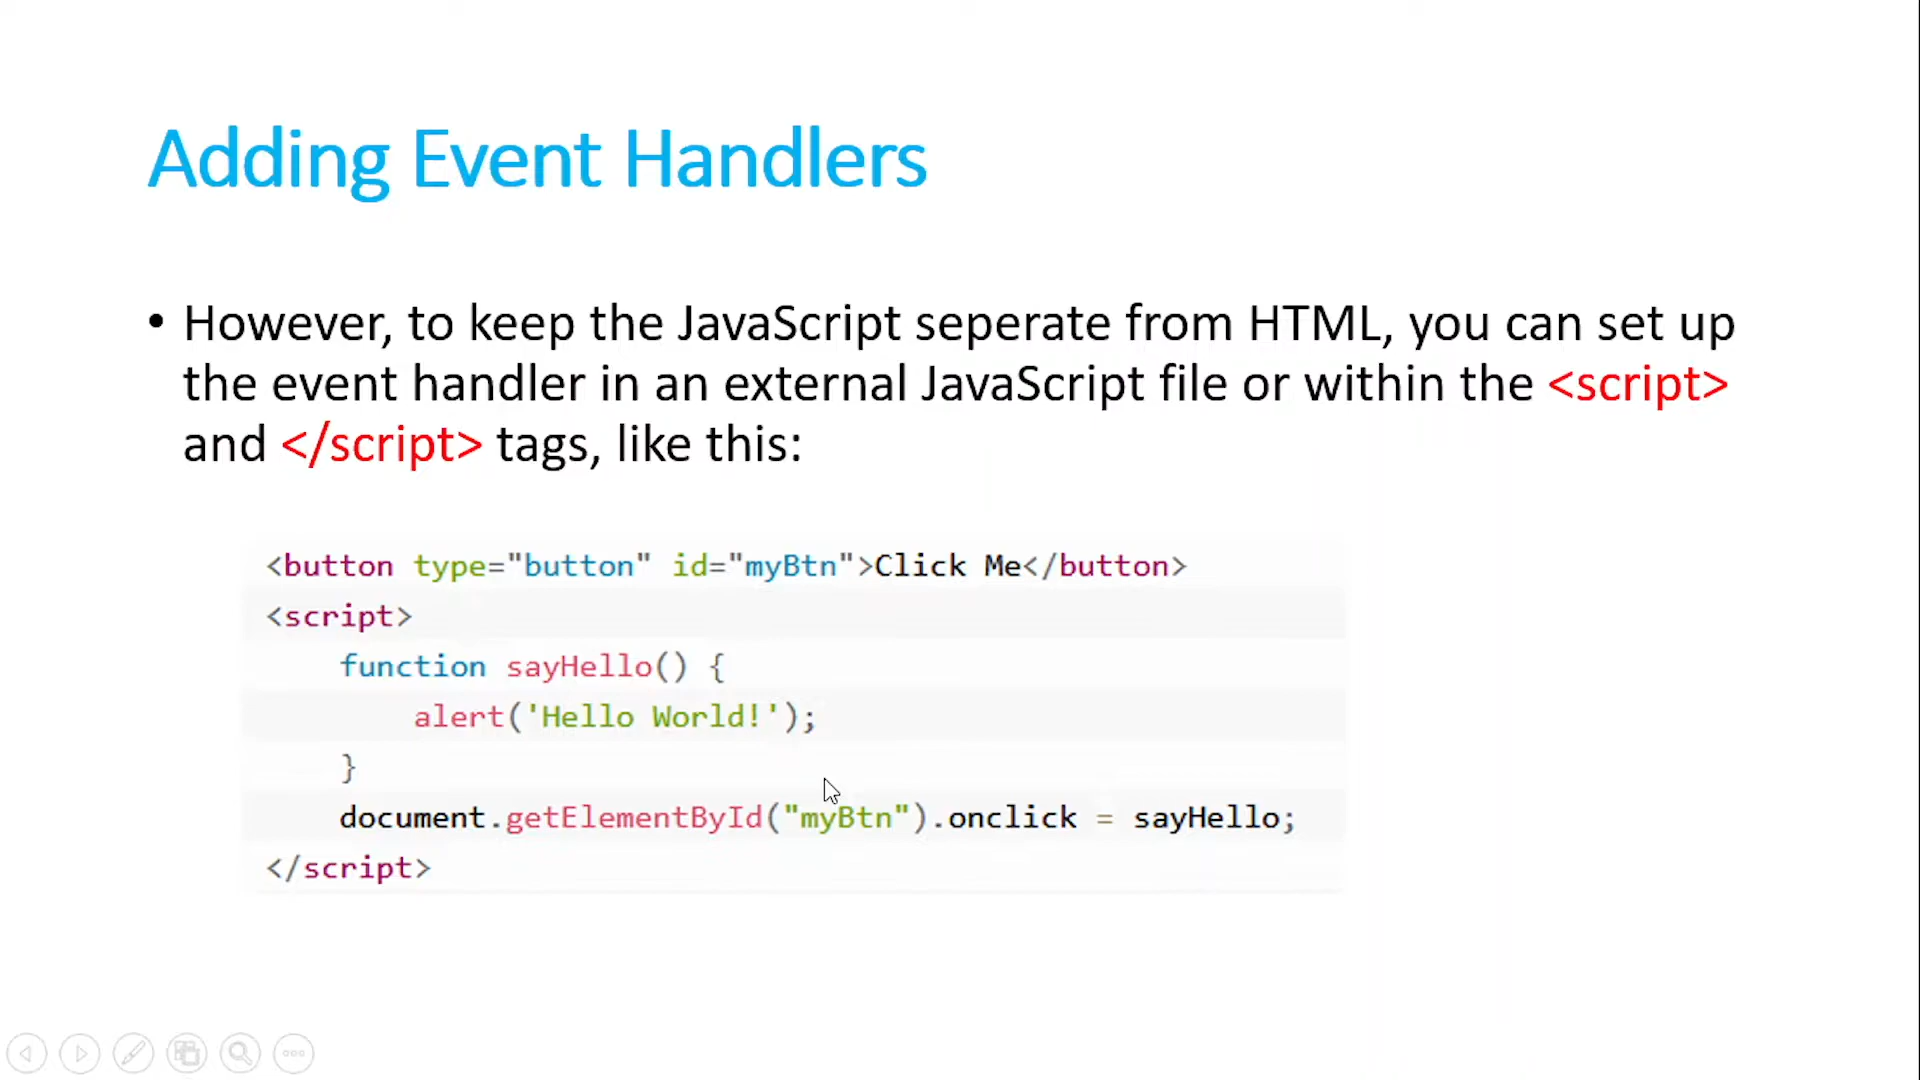 Adding Event Handlers
• However, to keep the JavaScript seperate from HTML, you can set up
the event handler in an external JavaScript file or within the <script>
and </script> tags, like this:
<button type="button" id="myBtn">Click Me</button>
<script>
    function sayHello() {
        alert('Hello World!');
    }
    document.getElementById("myBtn").onclick = sayHello;
</script>